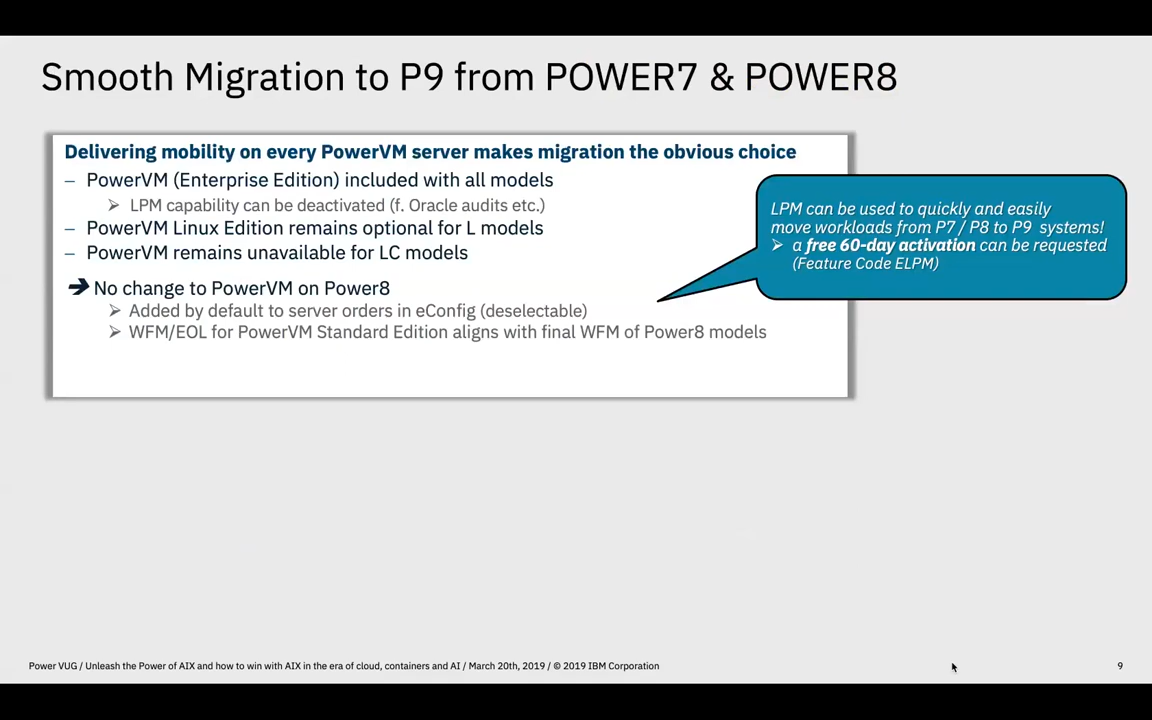 Smooth Migration to P9 from POWER7 & POWER8
Delivering mobility on every PowerVM server makes migration the obvious choice
– PowerVM (Enterprise Edition) included with all models
➢ LPM capability can be deactivated (f. Oracle audits etc.)
– PowerVM Linux Edition remains optional for L models
– PowerVM remains unavailable for LC models
➔ No change to PowerVM on Power8
➢ Added by default to server orders in eConfig (deselectable)
➢ WFM/EOL for PowerVM Standard Edition aligns with final WFM of Power8 models
LPM can be used to quickly and easily
move workloads from P7 / P8 to P9 systems!
➢ a free 60-day activation can be requested
(Feature Code ELPM)
Power VUG / Unleash the Power of AIX and how to win with AIX in the era of cloud, containers and AI / March 20th, 2019 / © 2019 IBM Corporation
9